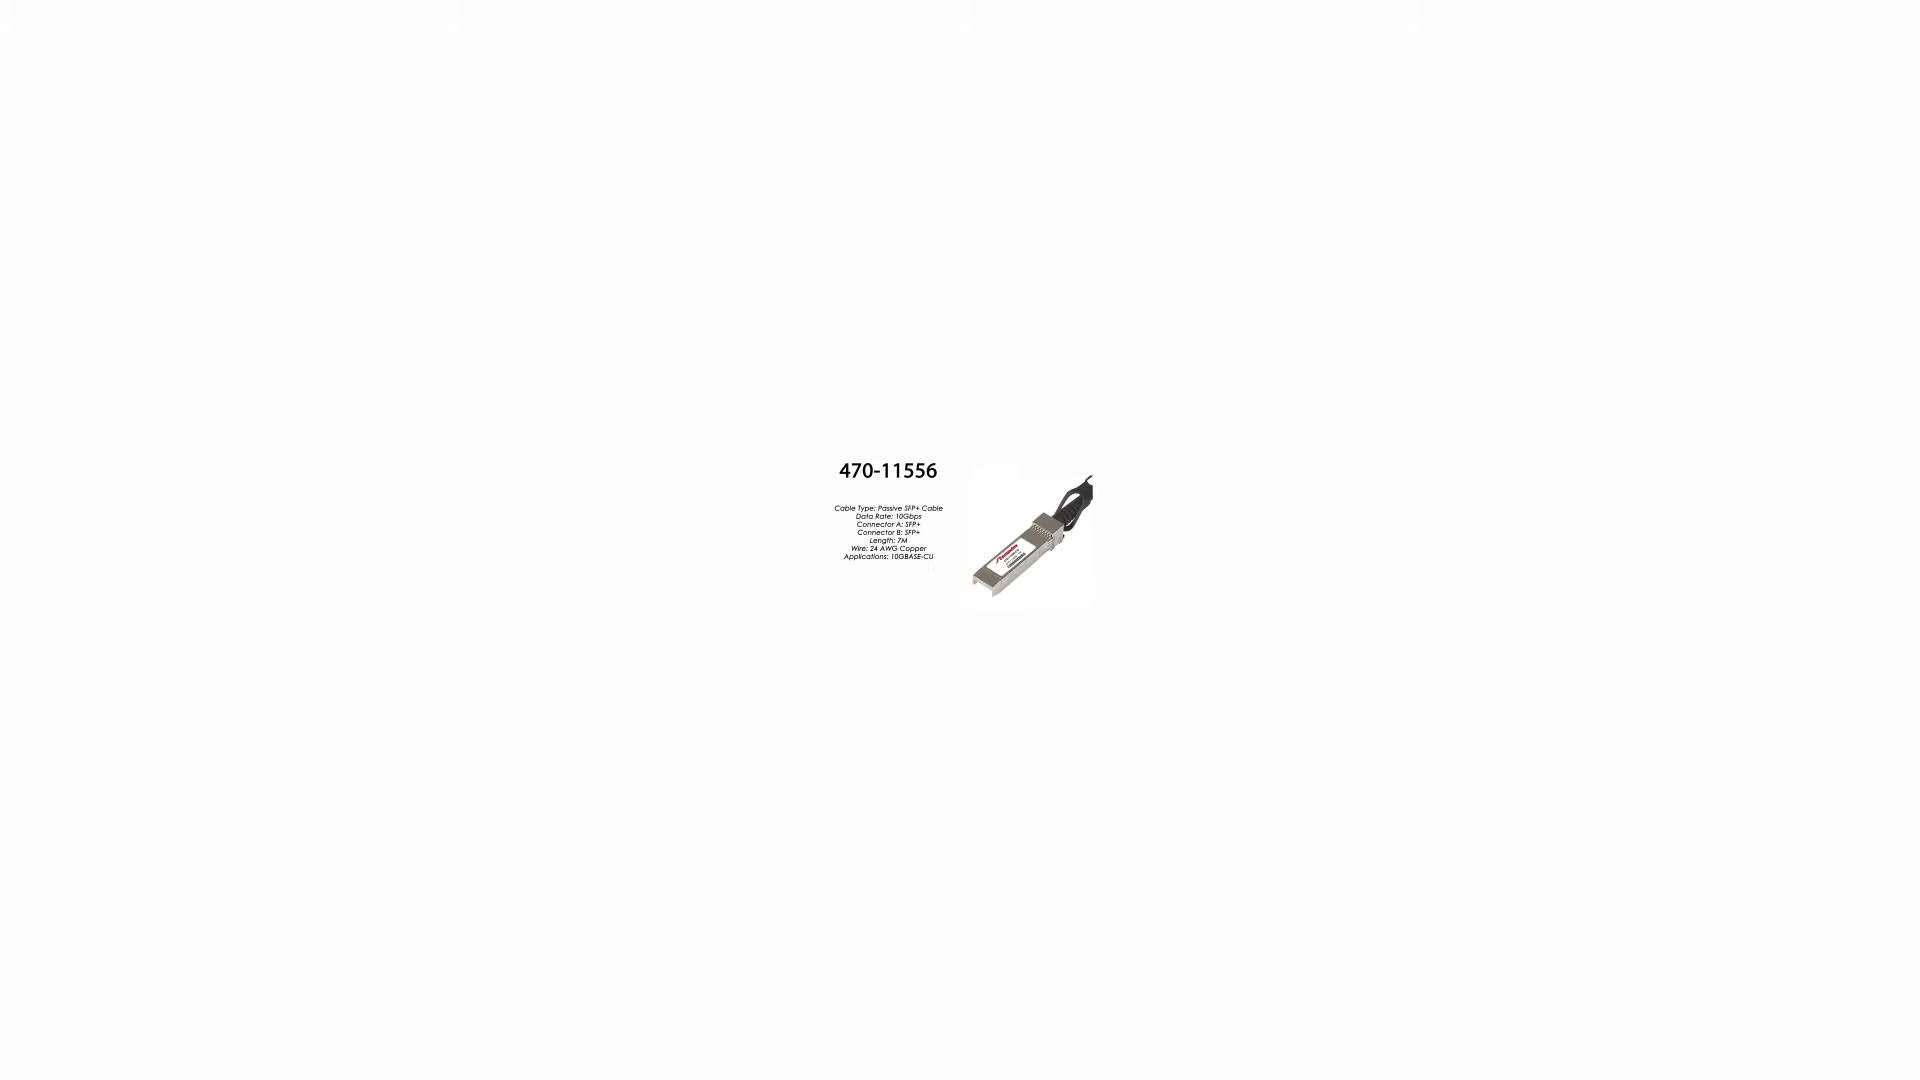 470-11556
Cable Type: Passive SFP+ Cable
Data Rate: 10Gbps
Connector A: SFP+
Connector B: SFP+
Length: 7M
Wire: 24 AWG Copper
Applications: 10GBASE-CU